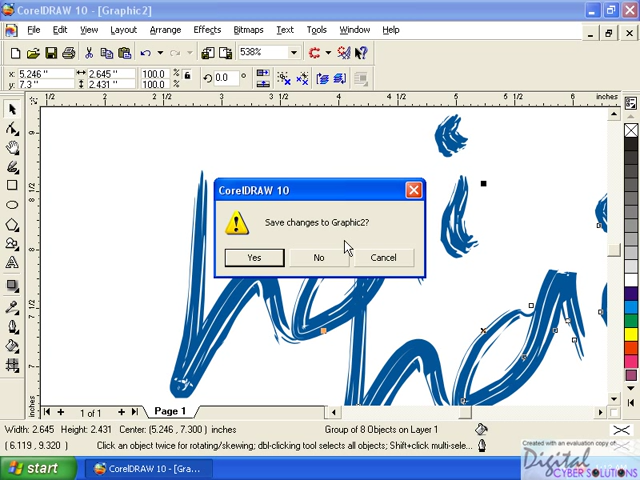 CorelDRAW 10 - [Graphic2]
File Edit View Layout Arrange Effects Bitmaps Text Tools Window Help
538%
x: 5.246 " 2.645 " 100.0 % 0.0 °
y: 7.3 " 2.431 " 100.0 %
inches
CorelDRAW 10
Save changes to Graphic2?
Yes No Cancel
1 of 1 Page 1
Width: 2.645 Height: 2.431 Center: (5.246, 7.300 ) inches Group of 8 Objects on Layer 1
( 6.119, 9.320 ) Click an object twice for rotating/skewing; dbl-clicking tool selects all objects; Shift+click multi-sele...
start CorelDRAW 10 - [Gra...
Created with an evaluation copy of
Digital
CYBER SOLUTIONS